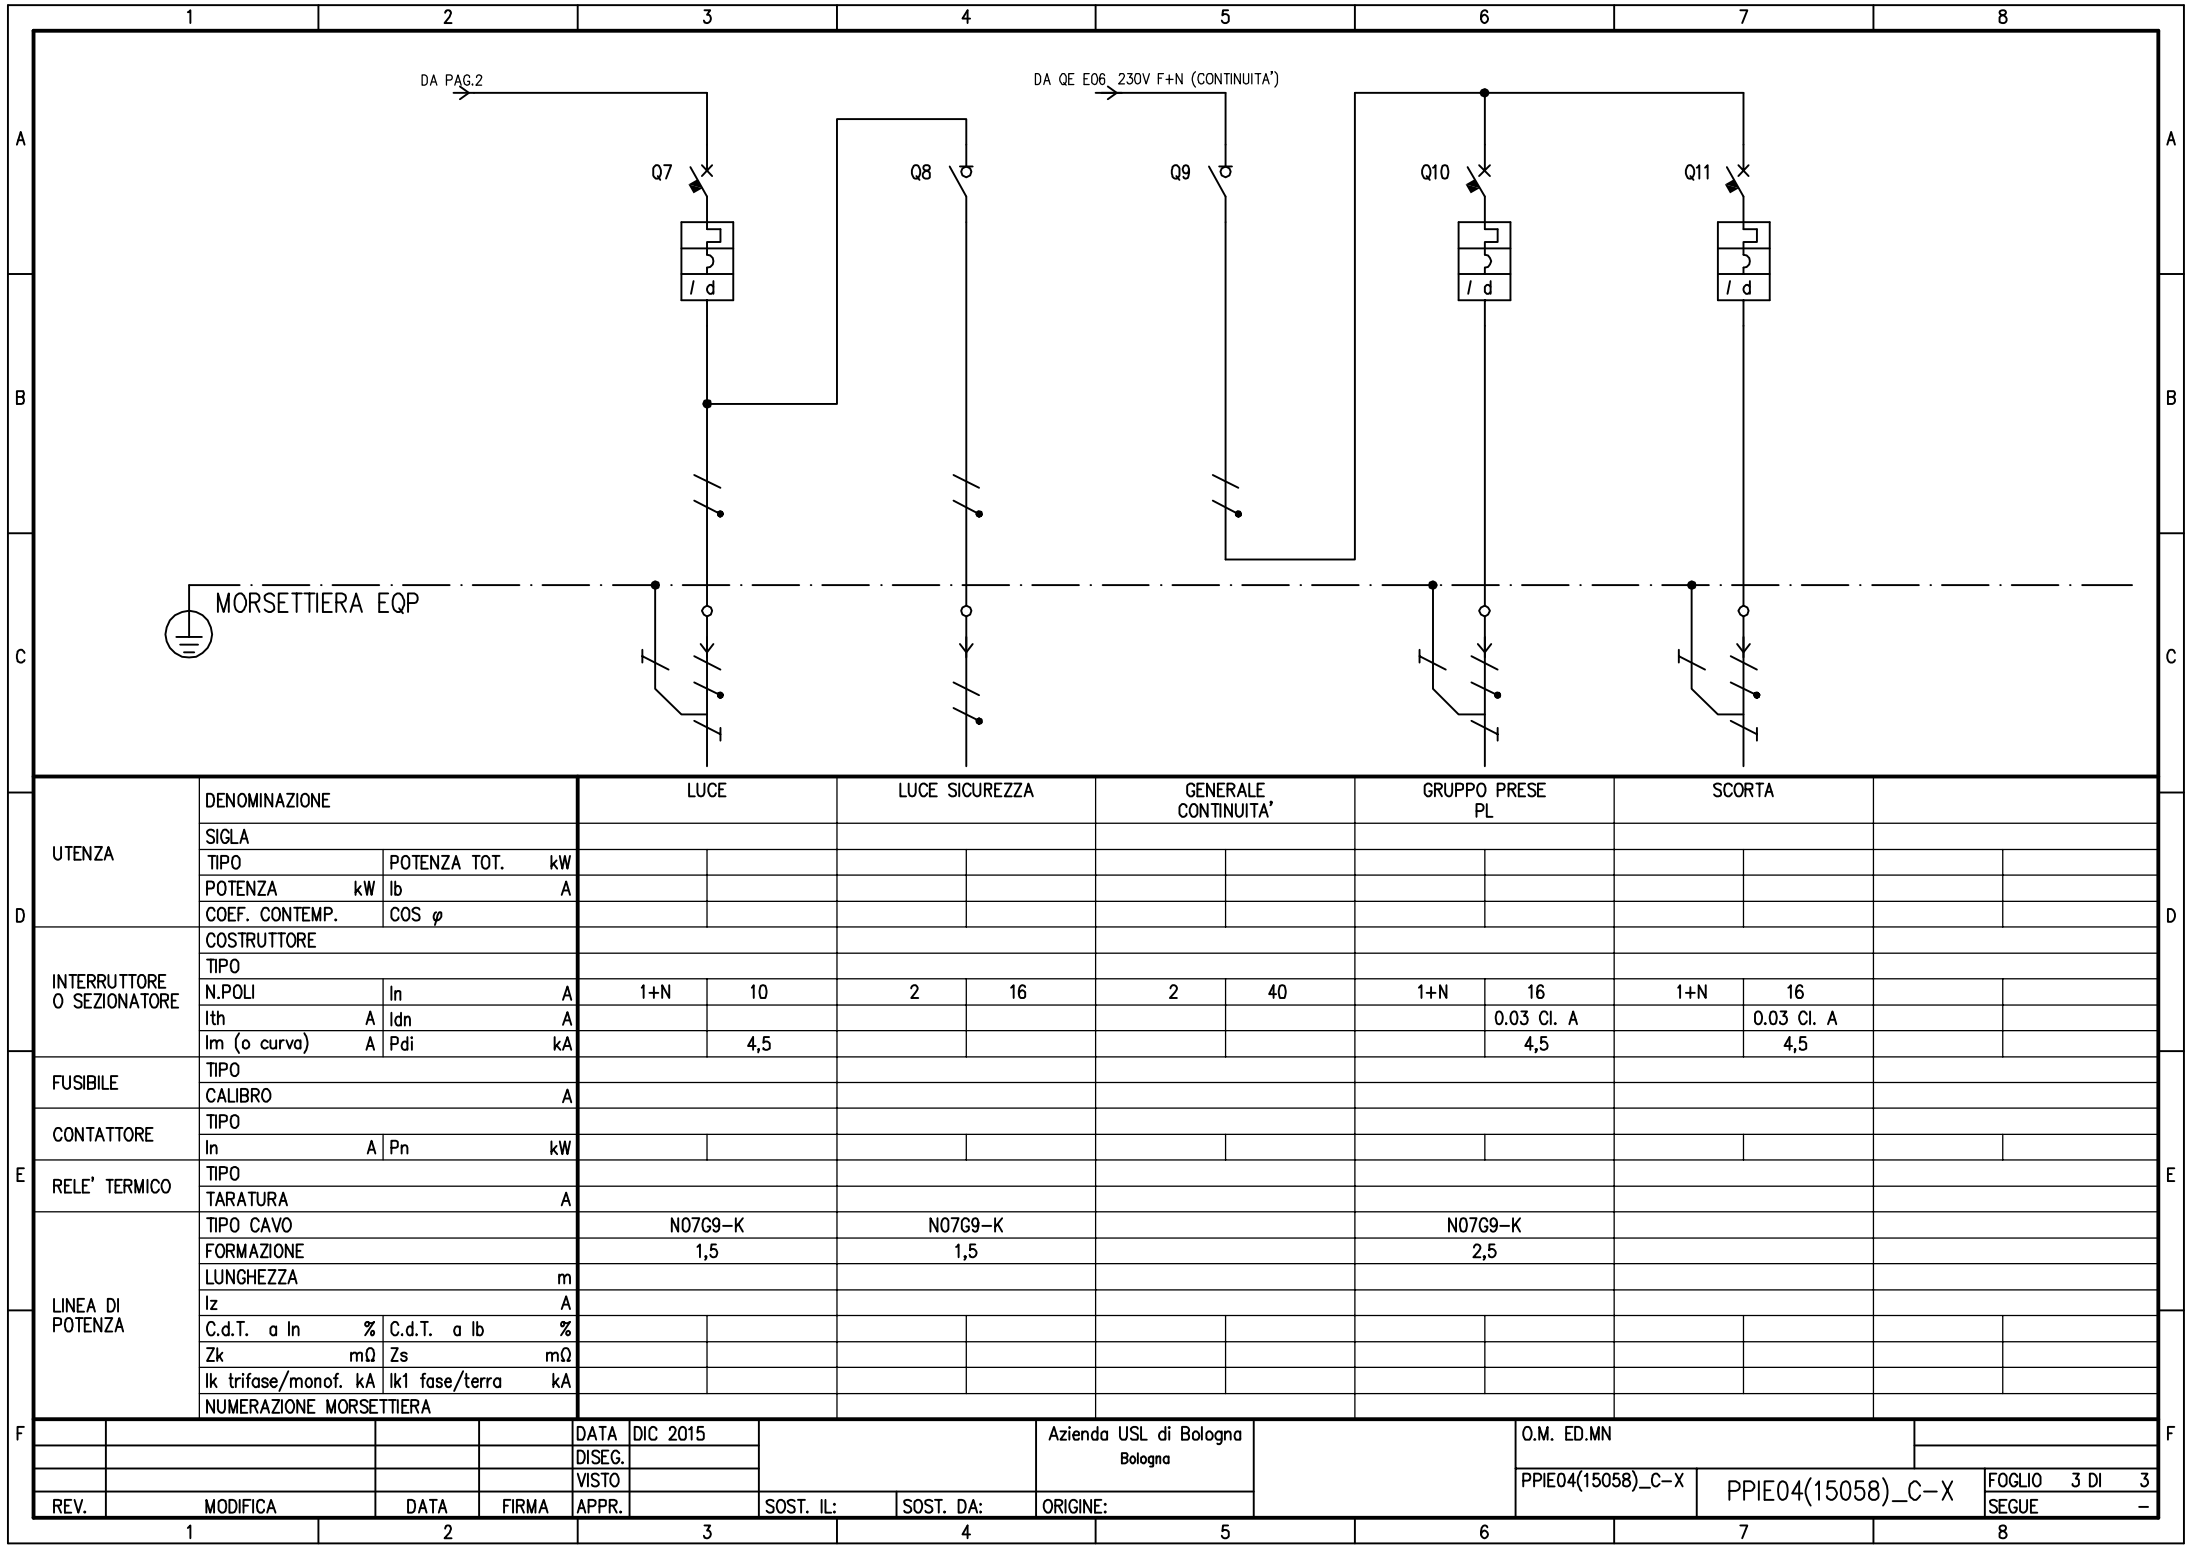 1 2 3 4 5 6 7 8
DA PAG.2
DA QE E06 230V F+N (CONTINUITA')
A A
Q7 Q8 Q9 Q10 Q11
I d I d I d
B B
MORSETTIERA EQP
C C
UTENZA
DENOMINAZIONE LUCE LUCE SICUREZZA GENERALE CONTINUITA' GRUPPO PRESE PL SCORTA
SIGLA
TIPO POTENZA TOT. kW
POTENZA kW Ib A
COEF. CONTEMP. COS φ
D D
INTERRUTTORE
O SEZIONATORE
COSTRUTTORE
TIPO
N.POLI In A 1+N 10 2 16 2 40 1+N 16 1+N 16
Ith A Idn A 0.03 Cl. A 0.03 Cl. A
Im (o curva) A Pdi kA 4,5 4,5 4,5
FUSIBILE
TIPO
CALIBRO A
CONTATTORE
TIPO
In A Pn kW
E E
RELE' TERMICO
TIPO
TARATURA A
LINEA DI
POTENZA
TIPO CAVO N07G9-K N07G9-K N07G9-K
FORMAZIONE 1,5 1,5 2,5
LUNGHEZZA m
Iz A
C.d.T. a In % C.d.T. a Ib %
Zk mΩ Zs mΩ
Ik trifase/monof. kA Ik1 fase/terra kA
NUMERAZIONE MORSETTIERA
F F
DATA DIC 2015 Azienda USL di Bologna O.M. ED.MN
DISEG. Bologna
VISTO PPIE04(15058)_C-X PPIE04(15058)_C-X FOGLIO 3 DI 3
REV. MODIFICA DATA FIRMA APPR. SOST. IL: SOST. DA: ORIGINE: SEGUE -
1 2 3 4 5 6 7 8